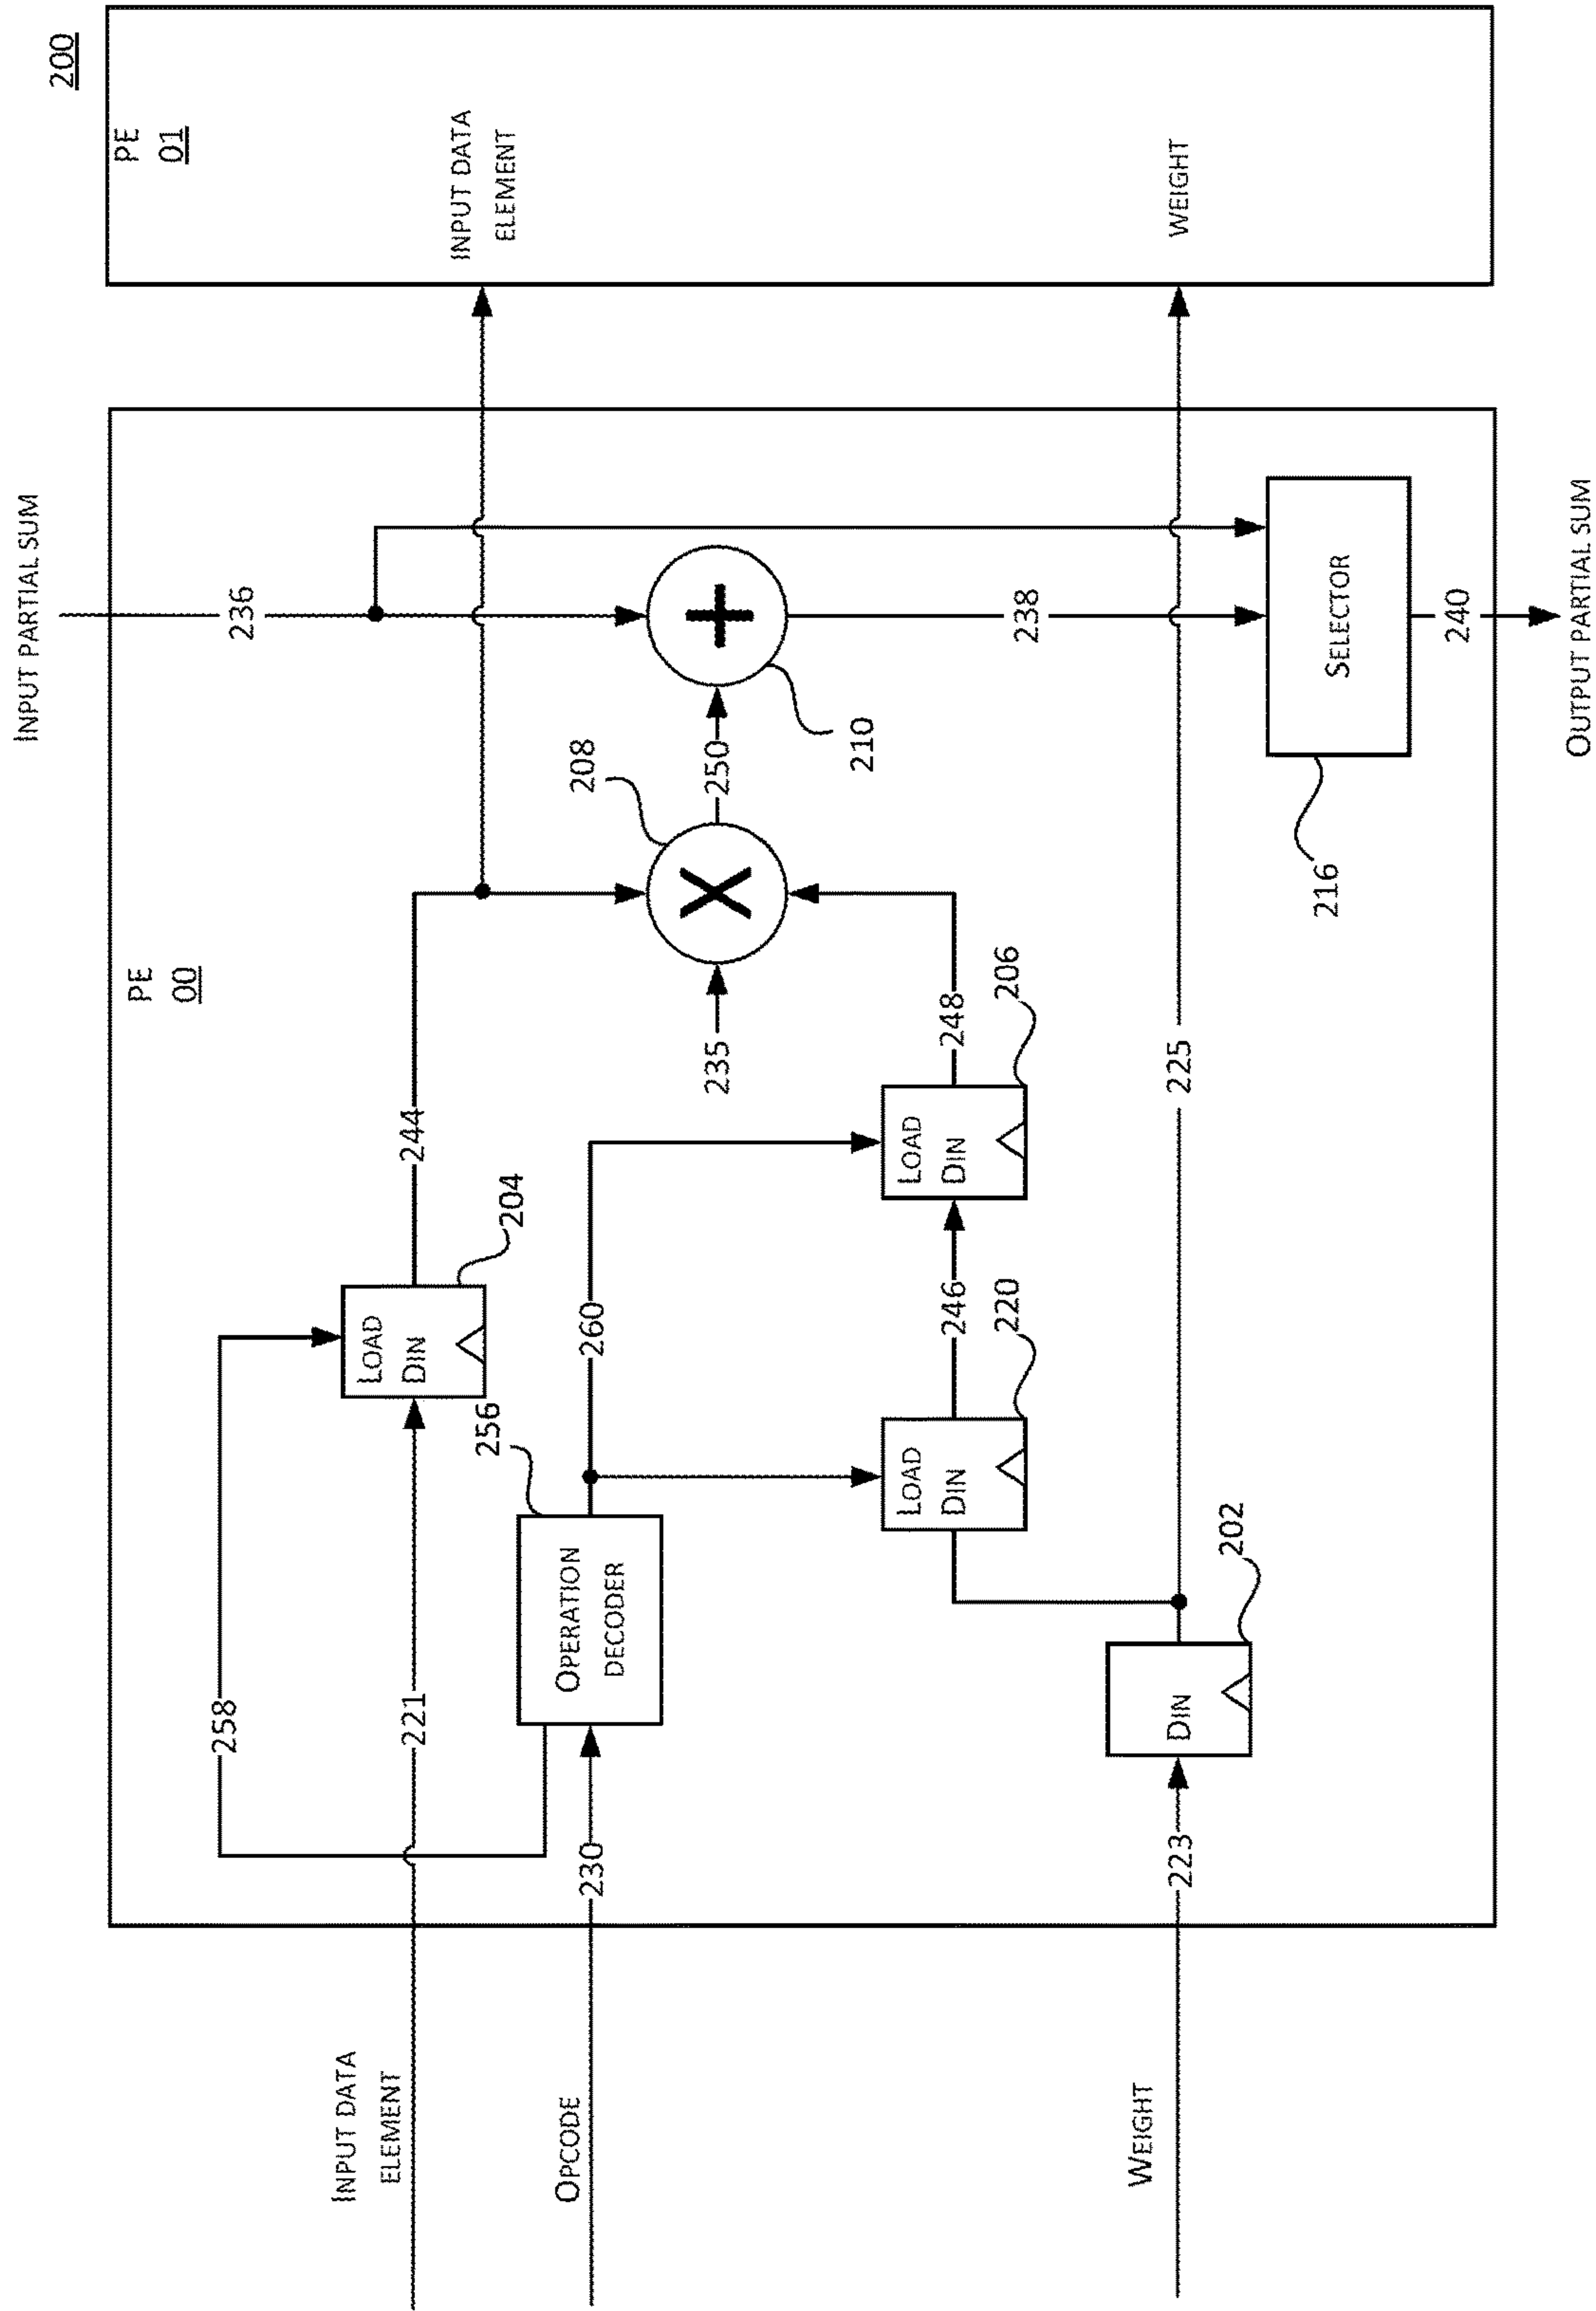 200
PE
01
INPUT DATA
ELEMENT
WEIGHT
INPUT PARTIAL SUM
236
PE
00
INPUT DATA
ELEMENT
221
258
LOAD
DIN
204
244
OPCODE
230
OPERATION
DECODER
256
260
235
208
250
210
238
WEIGHT
223
DIN
202
225
LOAD
DIN
220
246
LOAD
DIN
206
248
SELECTOR
216
240
OUTPUT PARTIAL SUM